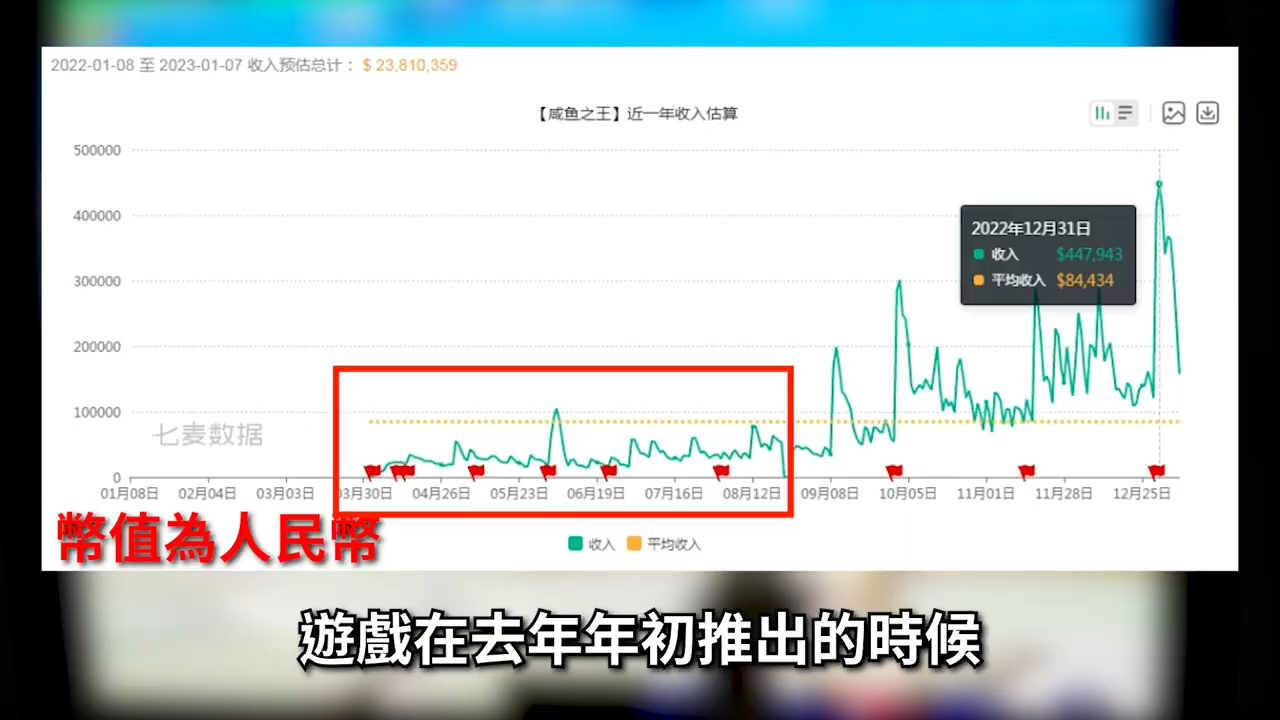 2022-01-08 至 2023-01-07 收入预估总计： $ 23,810,359
【咸鱼之王】近一年收入估算
500000
400000
300000
200000
100000
0
2022年12月31日
收入 $447,943
平均收入 $84,434
七麦数据
01月08日 02月04日 03月03日 03月30日 04月26日 05月23日 06月19日 07月16日 08月12日 09月08日 10月05日 11月01日 11月28日 12月25日
收入 平均收入
幣值為人民幣
遊戲在去年年初推出的時候